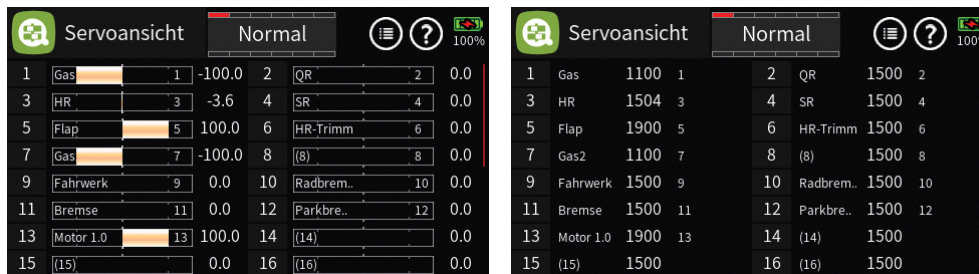 Servoansicht Normal ? 100%
1 Gas 1 -100.0 2 QR 2 0.0
3 HR 3 -3.6 4 SR 4 0.0
5 Flap 5 100.0 6 HR-Trimm 6 0.0
7 Gas 7 -100.0 8 (8) 8 0.0
9 Fahrwerk 9 0.0 10 Radbrem.. 10 0.0
11 Bremse 11 0.0 12 Parkbre.. 12 0.0
13 Motor 1.0 13 100.0 14 (14) 0.0
15 (15) 0.0 16 (16) 0.0
Servoansicht Normal ? 100%
1 Gas 1100 1 2 QR 1500 2
3 HR 1504 3 4 SR 1500 4
5 Flap 1900 5 6 HR-Trimm 1500 6
7 Gas2 1100 7 8 (8) 1500 8
9 Fahrwerk 1500 9 10 Radbrem.. 1500 10
11 Bremse 1500 11 12 Parkbre.. 1500 12
13 Motor 1.0 1900 13 14 (14) 1500
15 (15) 1500 16 (16) 1500